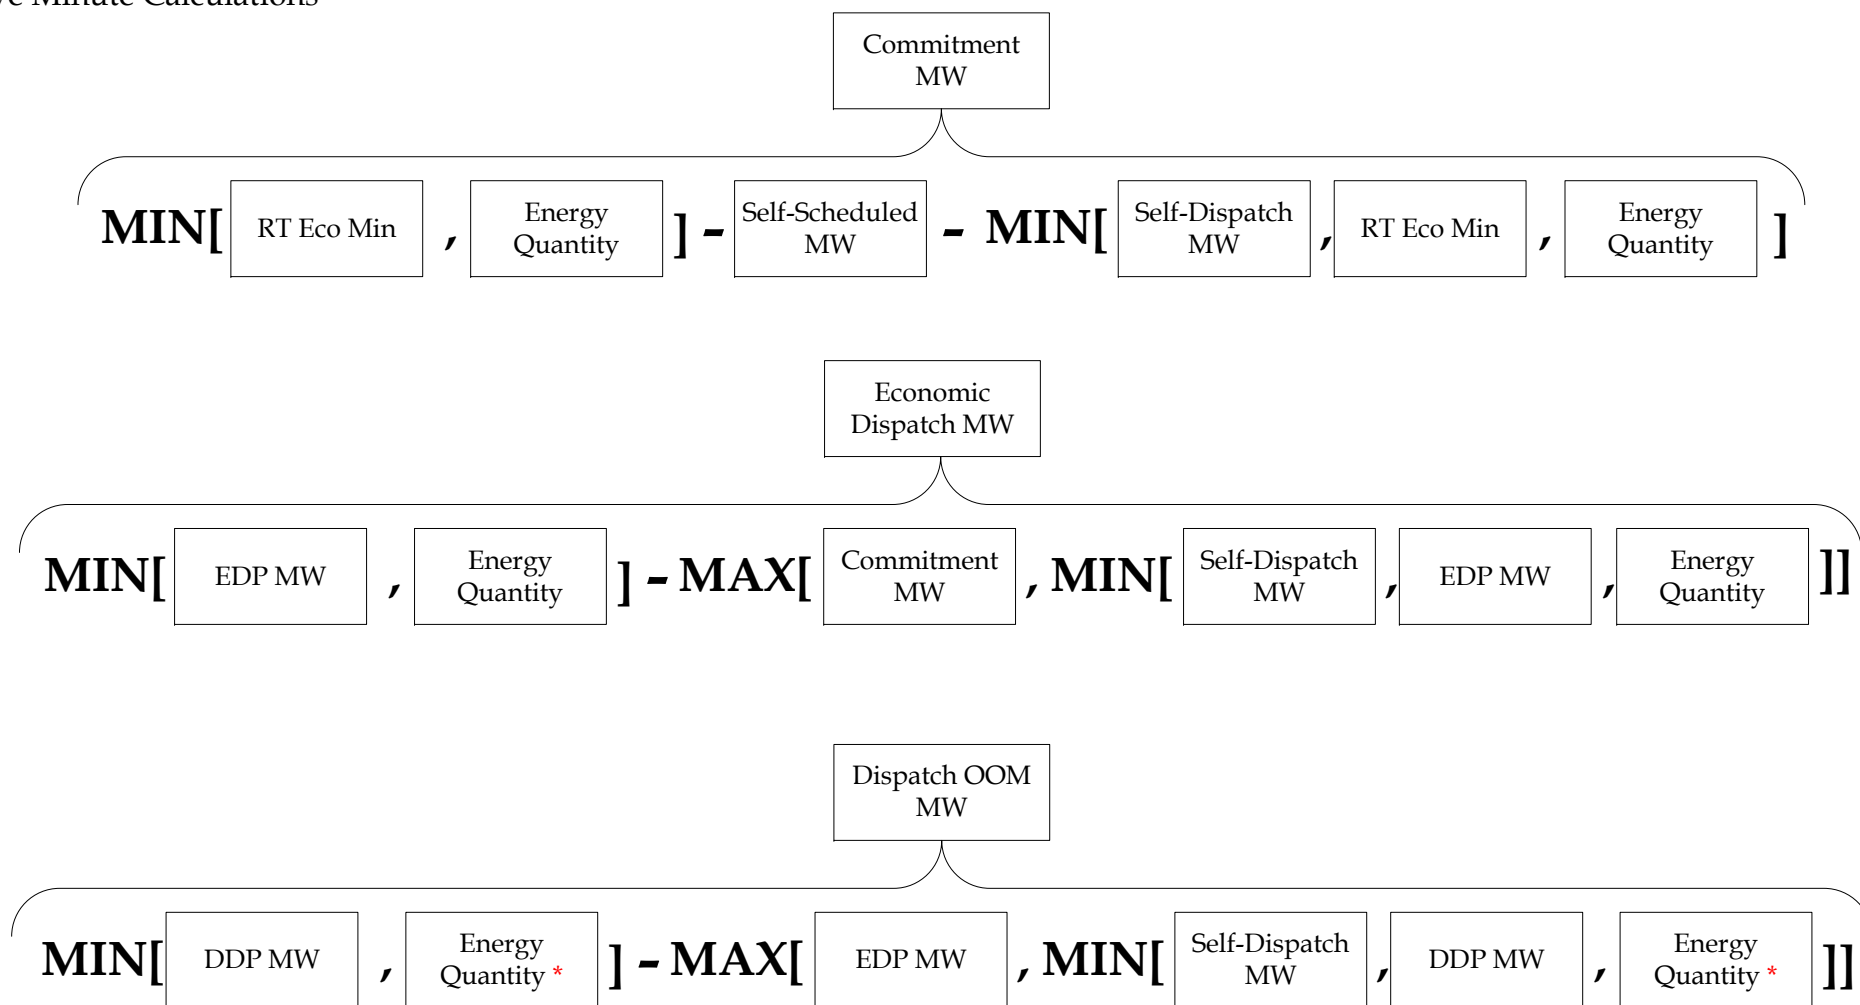 Minute Calculations
Commitment
MW
MIN[ RT Eco Min , Energy Quantity ] - Self-Scheduled MW - MIN[ Self-Dispatch MW , RT Eco Min , Energy Quantity ]
Economic
Dispatch MW
MIN[ EDP MW , Energy Quantity ] - MAX[ Commitment MW , MIN[ Self-Dispatch MW , EDP MW , Energy Quantity ]]
Dispatch OOM
MW
MIN[ DDP MW , Energy Quantity * ] - MAX[ EDP MW , MIN[ Self-Dispatch MW , DDP MW , Energy Quantity * ]]